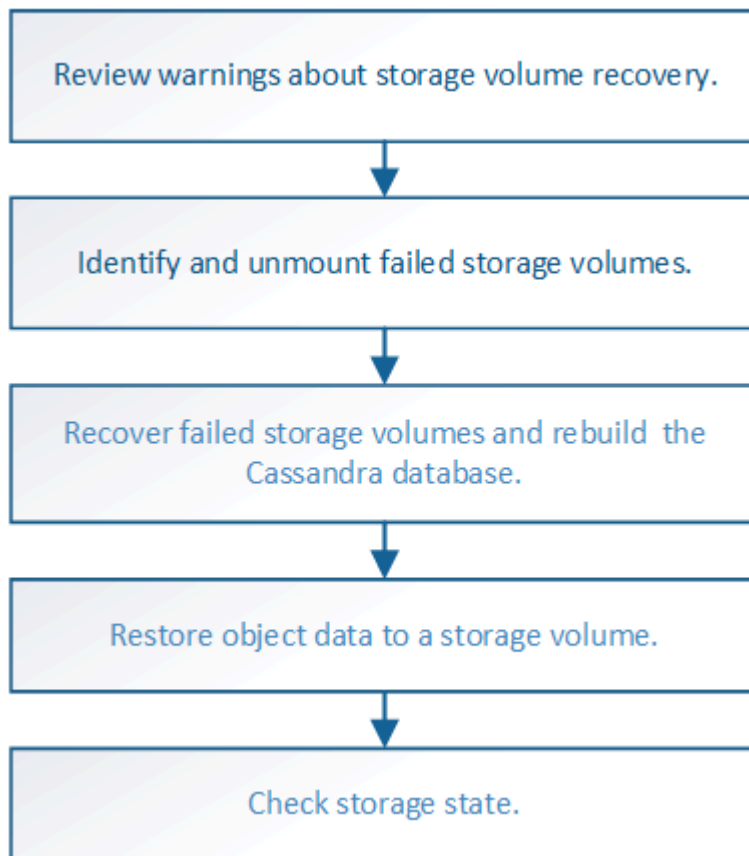 Review warnings about storage volume recovery.
Identify and unmount failed storage volumes.
Recover failed storage volumes and rebuild the
Cassandra database.
Restore object data to a storage volume.
Check storage state.